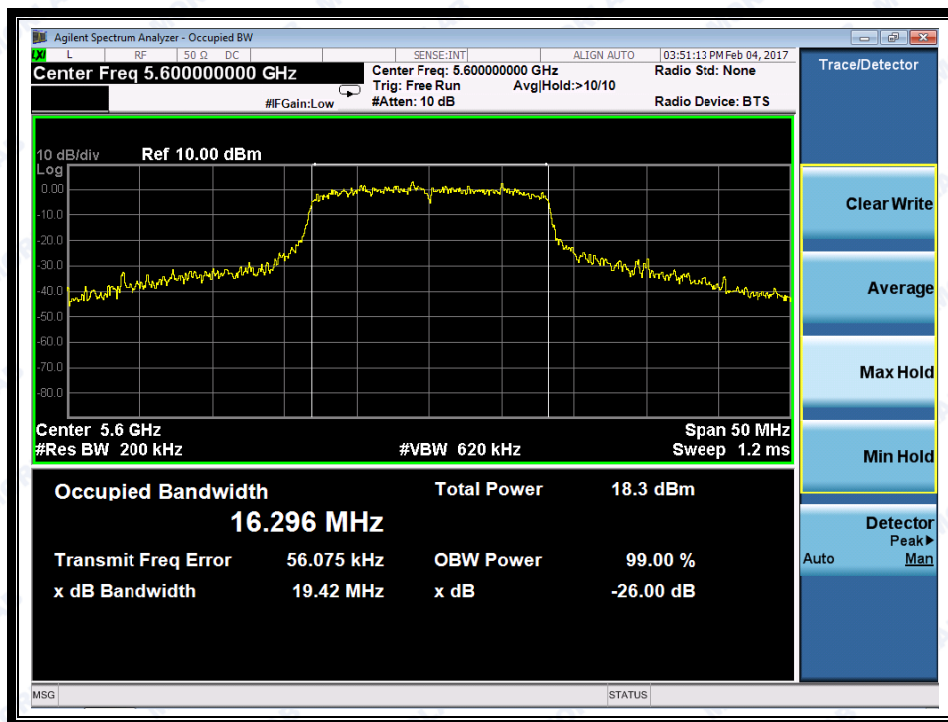 Agilent Spectrum Analyzer - Occupied BW
LXI L RF 50 Ω DC SENSE:INT ALIGN AUTO 03:51:13 PM Feb 04, 2017
Center Freq 5.600000000 GHz
#IFGain:Low
Center Freq: 5.600000000 GHz
Trig: Free Run Avg|Hold:>10/10
#Atten: 10 dB
Radio Std: None
Radio Device: BTS
10 dB/div Ref 10.00 dBm
Log
0.00
-10.0
-20.0
-30.0
-40.0
-50.0
-60.0
-70.0
-80.0
Center 5.6 GHz Span 50 MHz
#Res BW 200 kHz #VBW 620 kHz Sweep 1.2 ms
Occupied Bandwidth Total Power 18.3 dBm
16.296 MHz
Transmit Freq Error 56.075 kHz OBW Power 99.00 %
x dB Bandwidth 19.42 MHz x dB -26.00 dB
MSG STATUS
Trace/Detector
Clear Write
Average
Max Hold
Min Hold
Detector
Peak▶
Auto Man